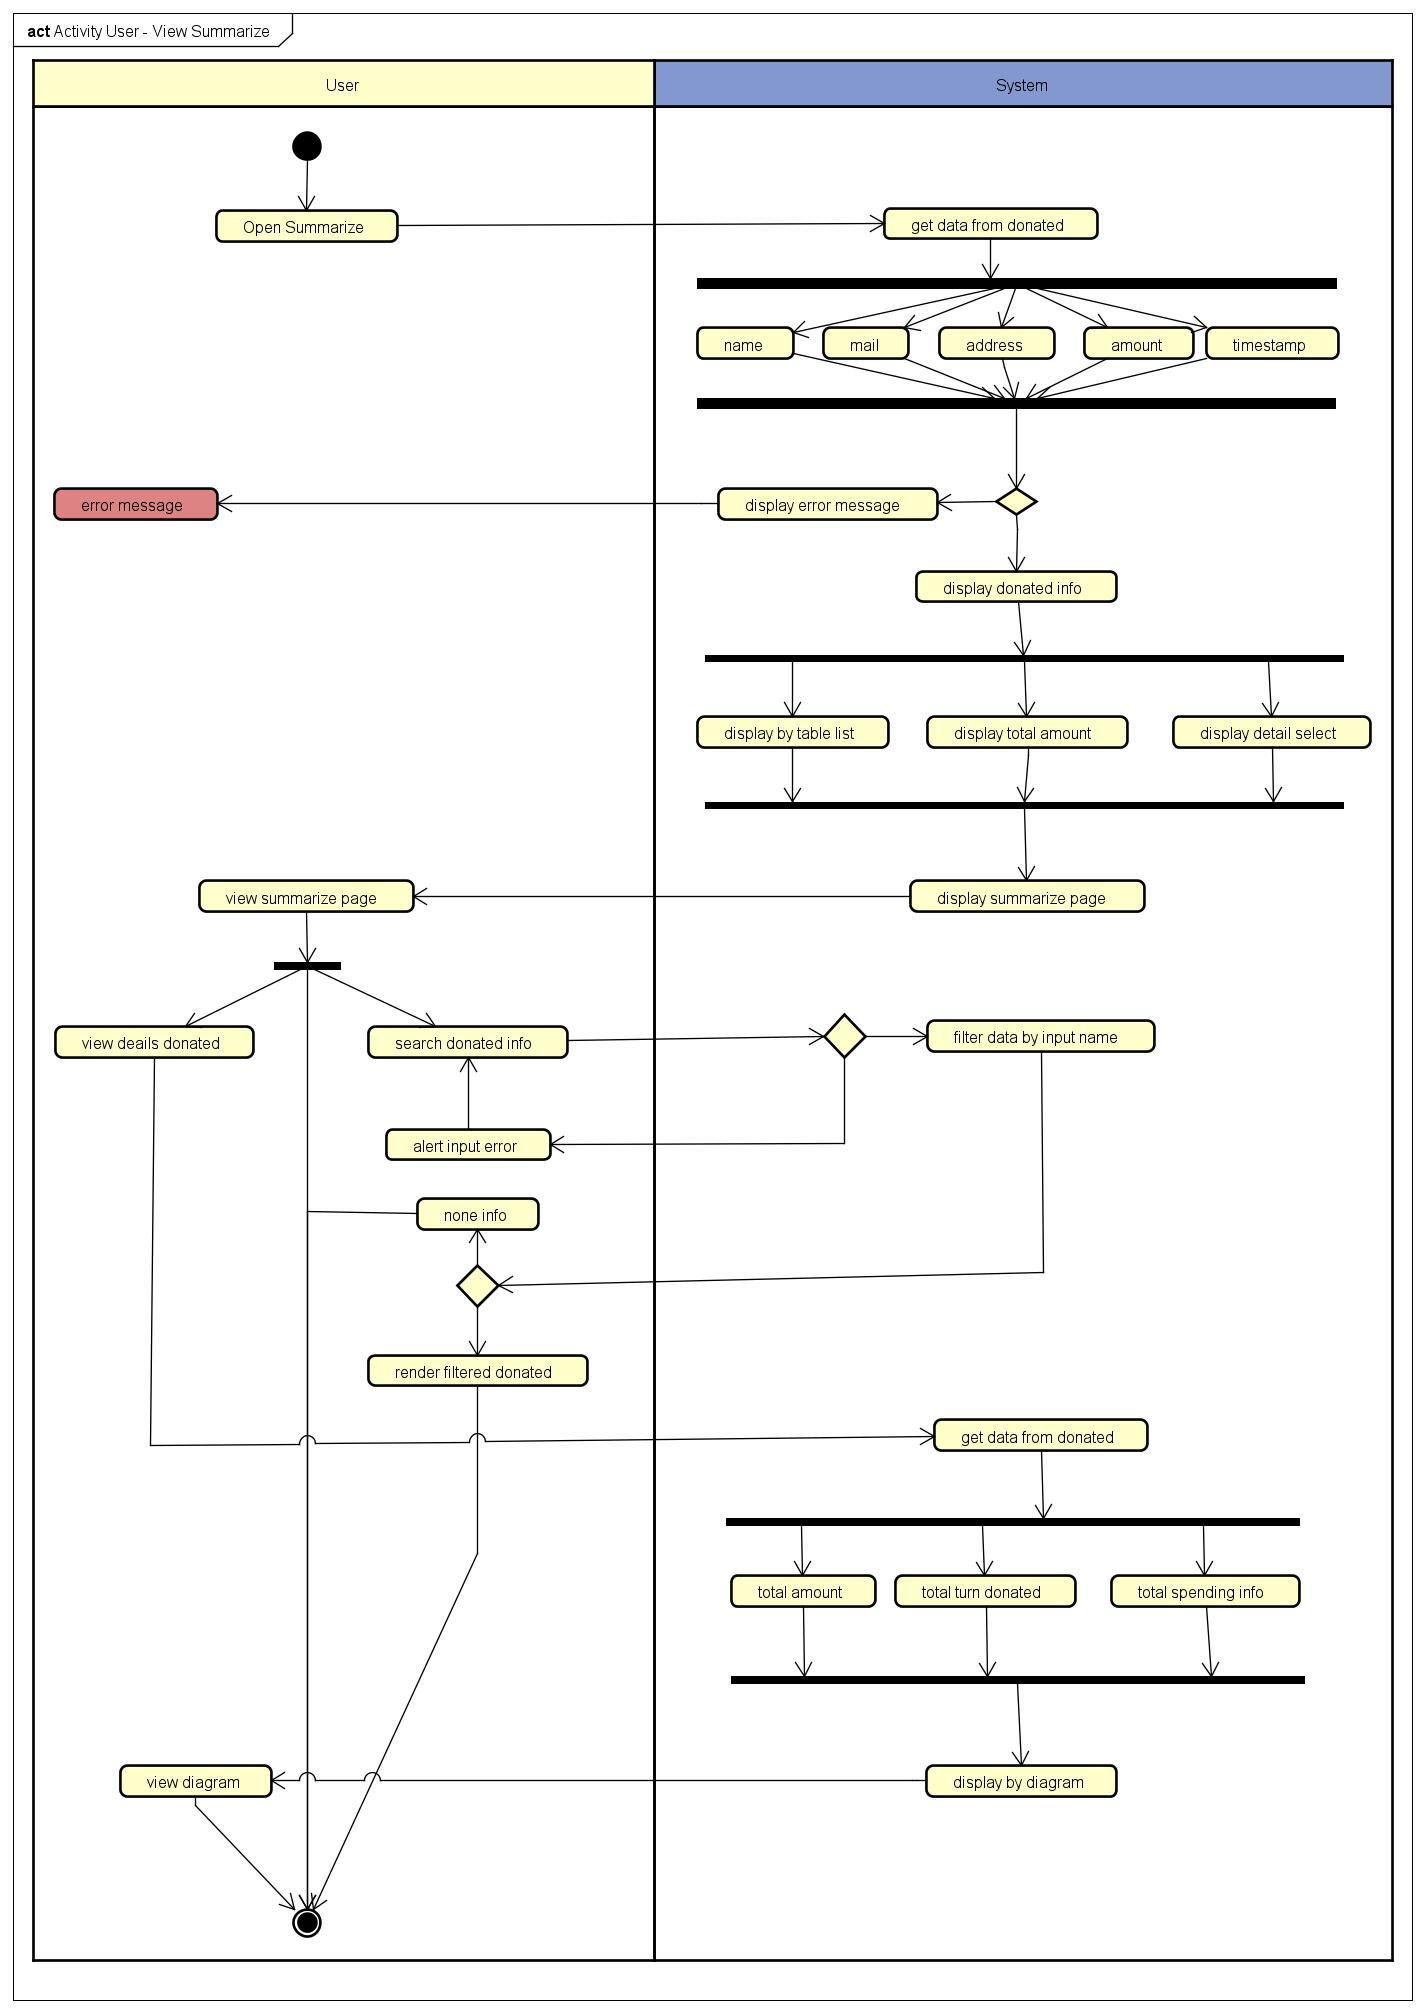 act Activity User - View Summarize
User
System
Open Summarize
get data from donated
name
mail
address
amount
timestamp
error message
display error message
display donated info
display by table list
display total amount
display detail select
view summarize page
display summarize page
view deails donated
search donated info
filter data by input name
alert input error
none info
render filtered donated
get data from donated
total amount
total turn donated
total spending info
view diagram
display by diagram